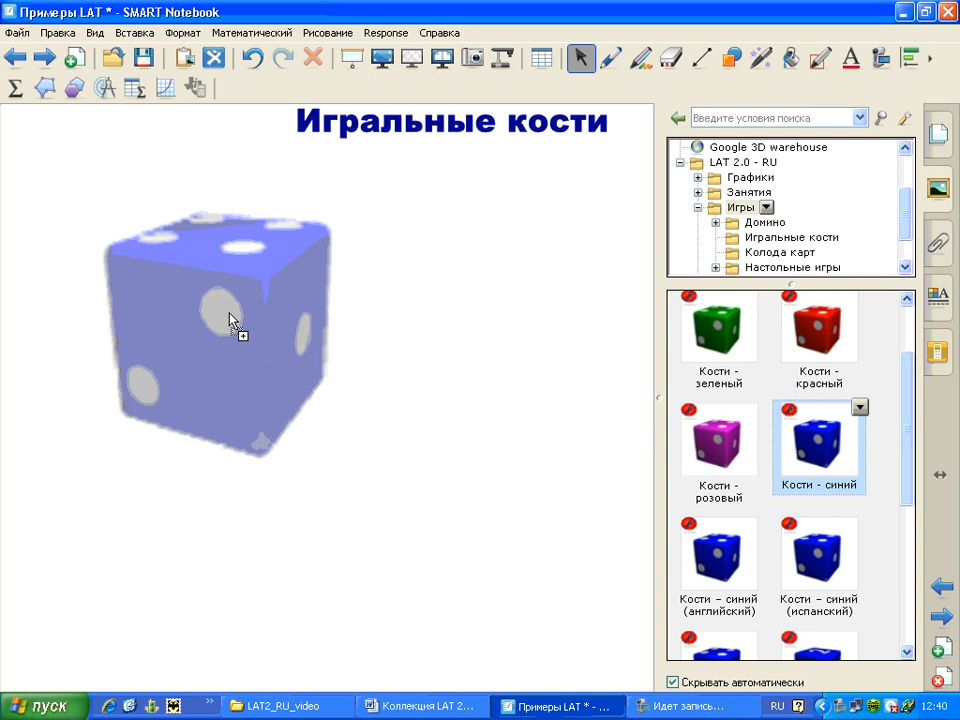 Примеры LAT * - SMART Notebook
Файл Правка Вид Вставка Формат Математический Рисование Response Справка
Игральные кости
Введите условия поиска
Google 3D warehouse
LAT 2.0 - RU
Графики
Занятия
Игры
Домино
Игральные кости
Колода карт
Настольные игры
Кости - зеленый
Кости - красный
Кости - розовый
Кости - синий
Кости – синий (английский)
Кости – синий (испанский)
Скрывать автоматически
пуск
LAT2_RU_video
Коллекция LAT 2...
Примеры LAT * - ...
Идет запись...
RU
12:40